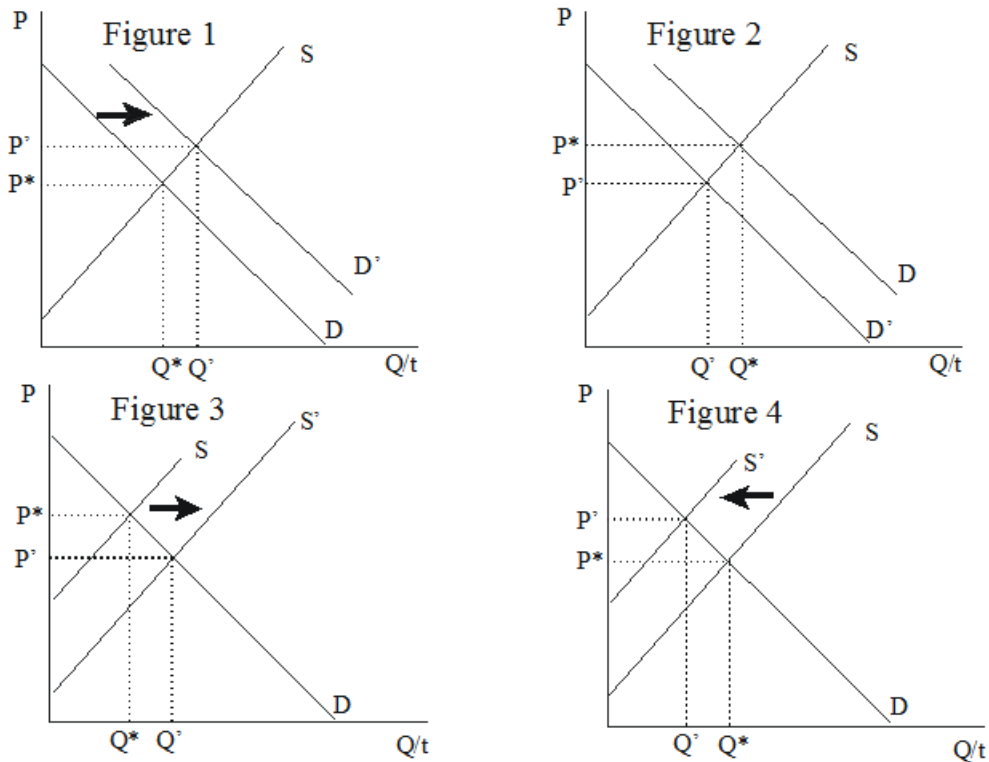 P
Figure 1
S
P'
P*
D'
D
Q* Q' Q/t
P
Figure 2
S
P*
P'
D
D'
Q' Q* Q/t
P
Figure 3
S'
S
P*
P'
D
Q* Q' Q/t
P
Figure 4
S
S'
P'
P*
D
Q' Q* Q/t